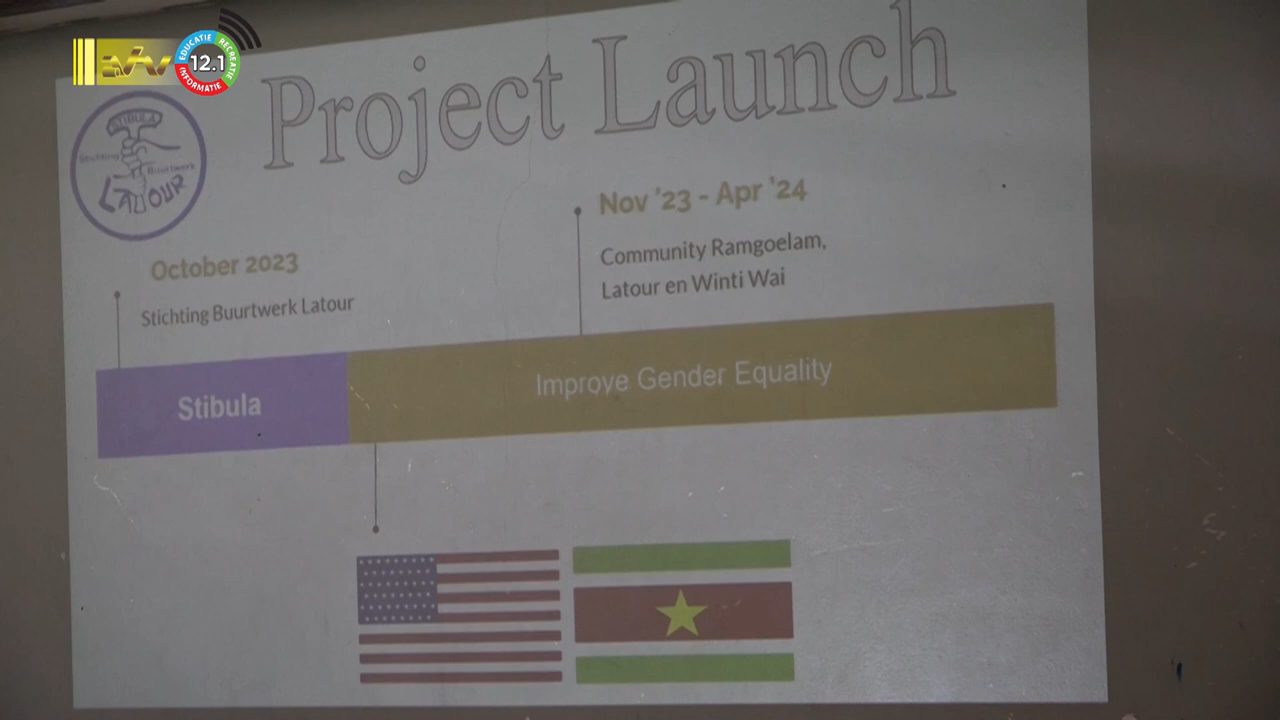 EDUCATIE
RECREATIE
INFORMATIE
12.1
Project Launch
STIBULA
Stichting Buurtwerk
LATOUR
Nov '23 - Apr '24
Community Ramgoelam,
Latour en Winti Wai
October 2023
Stichting Buurtwerk Latour
Stibula
Improve Gender Equality